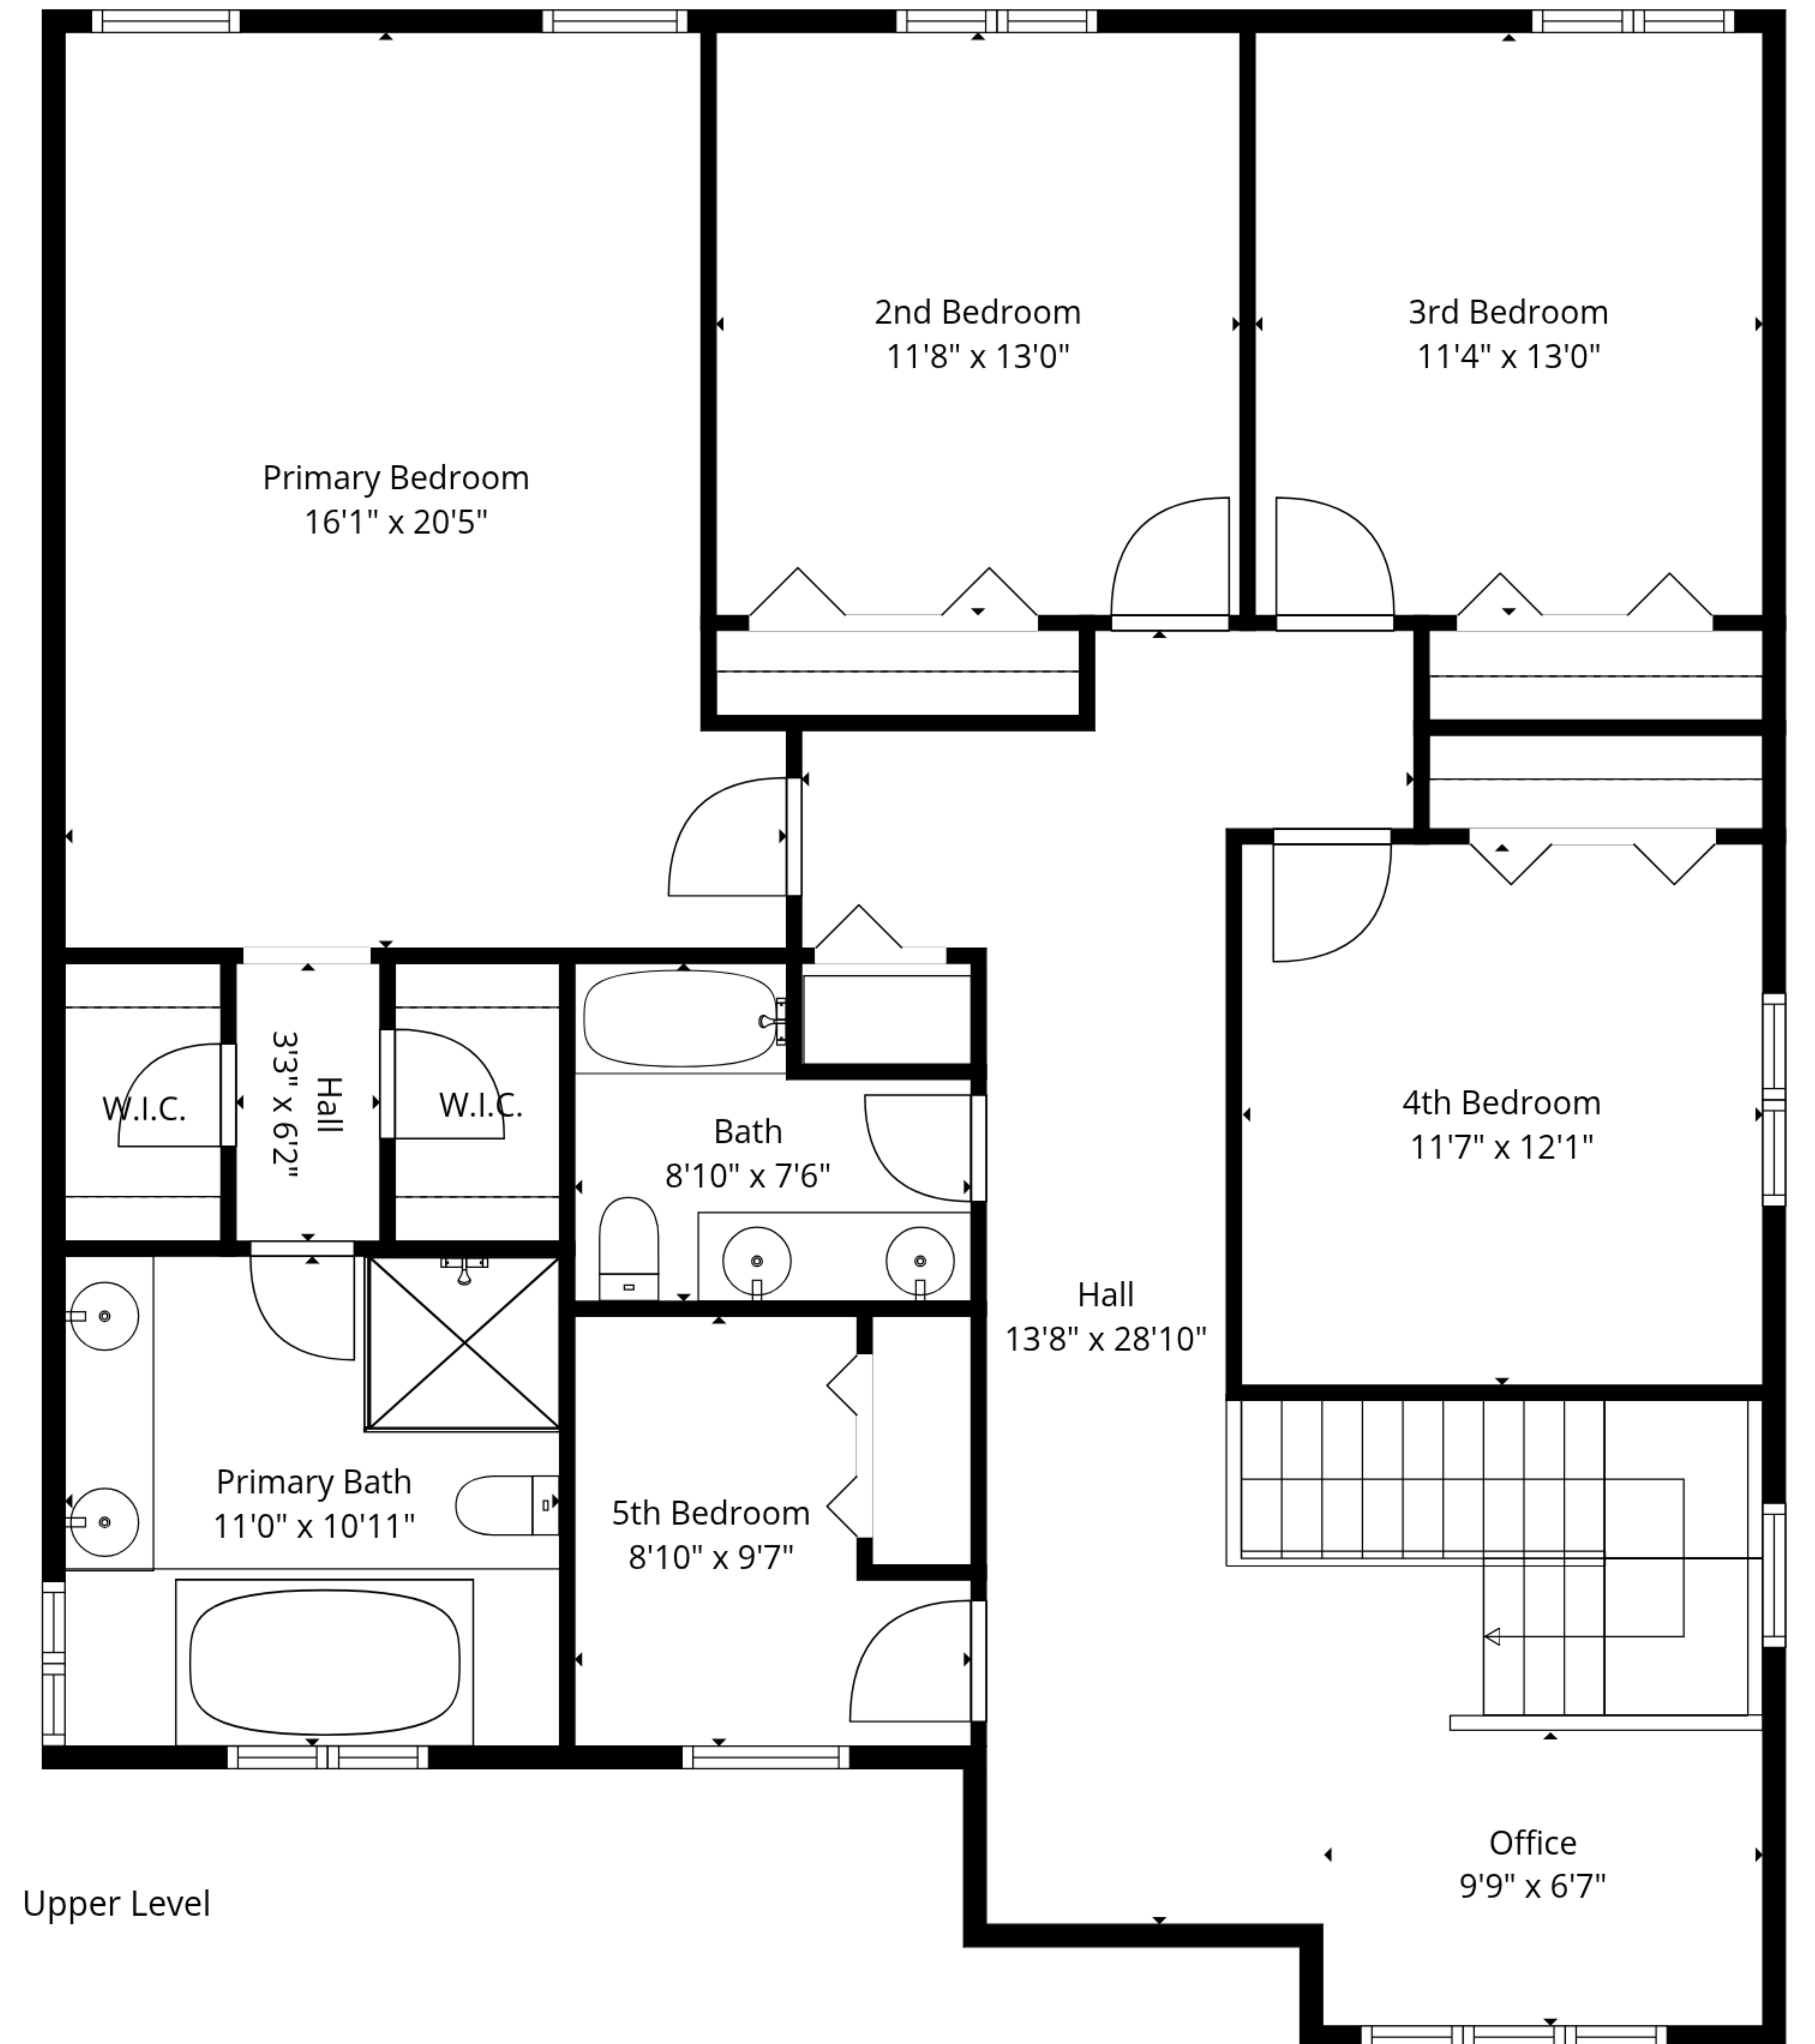 2nd Bedroom
11'8" x 13'0"
3rd Bedroom
11'4" x 13'0"
Primary Bedroom
16'1" x 20'5"
W.I.C.
Hall
3'3" x 6'2"
W.I.C.
Bath
8'10" x 7'6"
4th Bedroom
11'7" x 12'1"
Hall
13'8" x 28'10"
Primary Bath
11'0" x 10'11"
5th Bedroom
8'10" x 9'7"
Office
9'9" x 6'7"
Upper Level